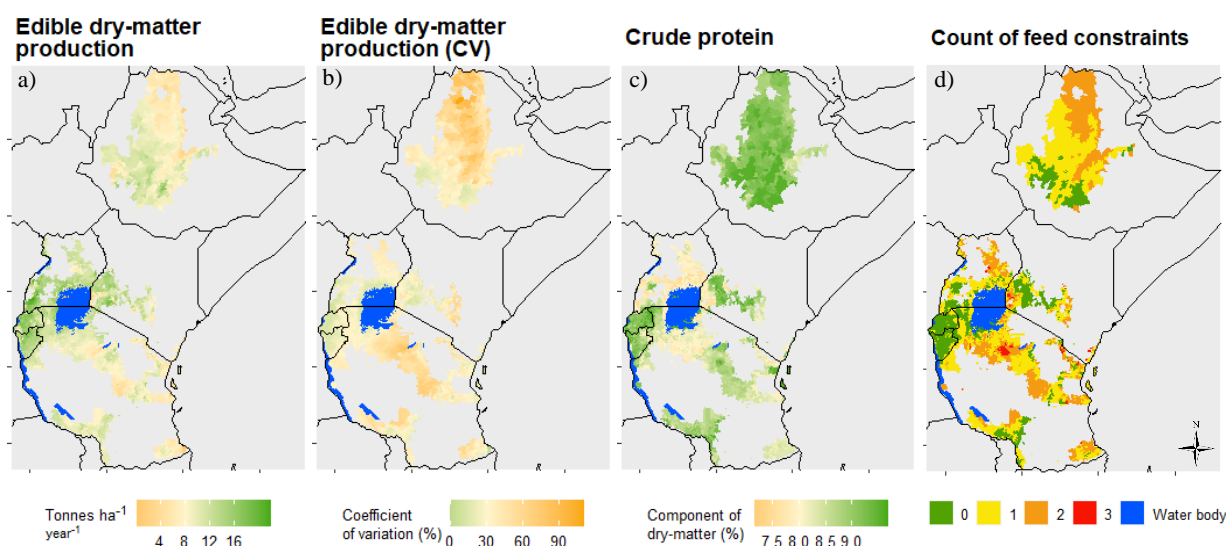 Edible dry-matter
production
Edible dry-matter
production (CV)
Crude protein
Count of feed constraints
a)
b)
c)
d)
N
Tonnes ha⁻¹
year⁻¹
4 8 12 16
Coefficient
of variation (%)
0 30 60 90
Component of
dry-matter (%)
7.5 8.0 8.5 9.0
0 1 2 3 Water body